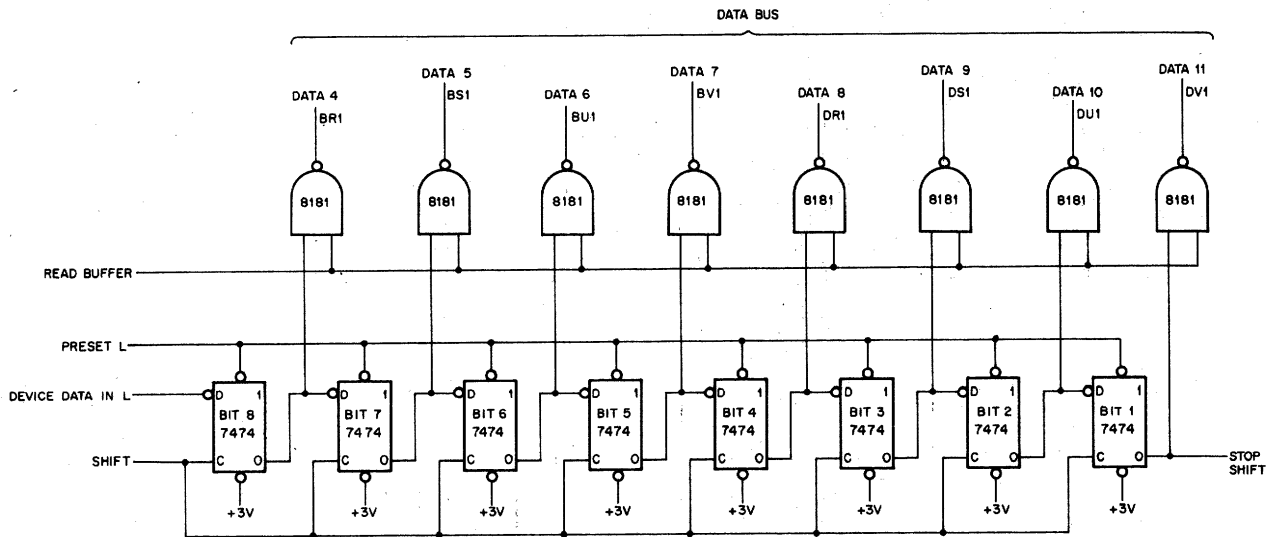 DATA BUS
DATA 4
BR1
DATA 5
BS1
DATA 6
BU1
DATA 7
BV1
DATA 8
DR1
DATA 9
DS1
DATA 10
DU1
DATA 11
DV1
8181
8181
8181
8181
8181
8181
8181
8181
READ BUFFER
PRESET L
DEVICE DATA IN L
SHIFT
D 1
BIT 8
7474
C 0
D 1
BIT 7
7474
C 0
D 1
BIT 6
7474
C 0
D 1
BIT 5
7474
C 0
D 1
BIT 4
7474
C 0
D 1
BIT 3
7474
C 0
D 1
BIT 2
7474
C 0
D 1
BIT 1
7474
C 0
STOP
SHIFT
+3V
+3V
+3V
+3V
+3V
+3V
+3V
+3V